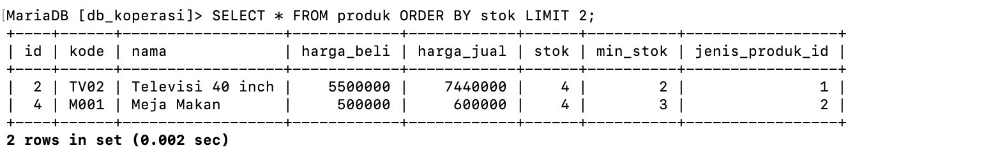 MariaDB [db_koperasi]> SELECT * FROM produk ORDER BY stok LIMIT 2;
+----+------+-----------------+------------+------------+------+----------+-----------------+
| id | kode | nama             | harga_beli | harga_jual | stok | min_stok | jenis_produk_id |
+----+------+------------------+------------+------------+------+----------+-----------------+
|  2 | TV02 | Televisi 40 inch |    5500000 |    7440000 |    4 |        2 |               1 |
|  4 | M001 | Meja Makan       |     500000 |     600000 |    4 |        3 |               2 |
+----+------+------------------+------------+------------+------+----------+-----------------+
2 rows in set (0.002 sec)